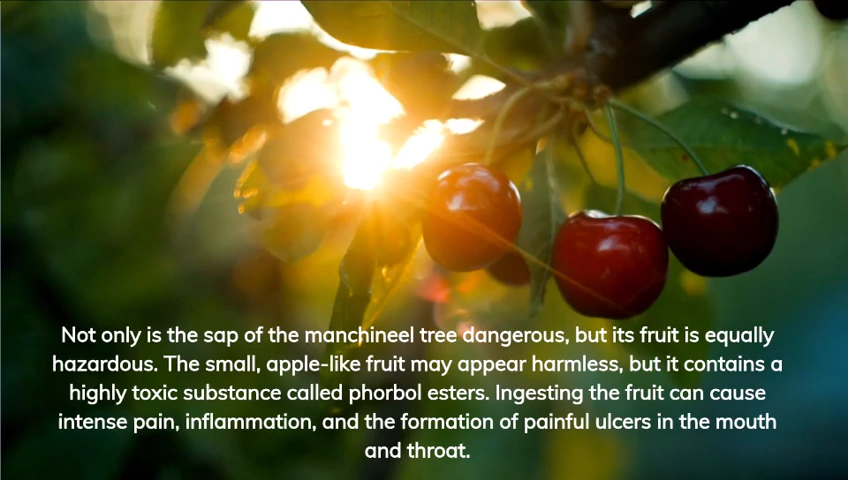 Not only is the sap of the manchineel tree dangerous, but its fruit is equally
hazardous. The small, apple-like fruit may appear harmless, but it contains a
highly toxic substance called phorbol esters. Ingesting the fruit can cause
intense pain, inflammation, and the formation of painful ulcers in the mouth
and throat.